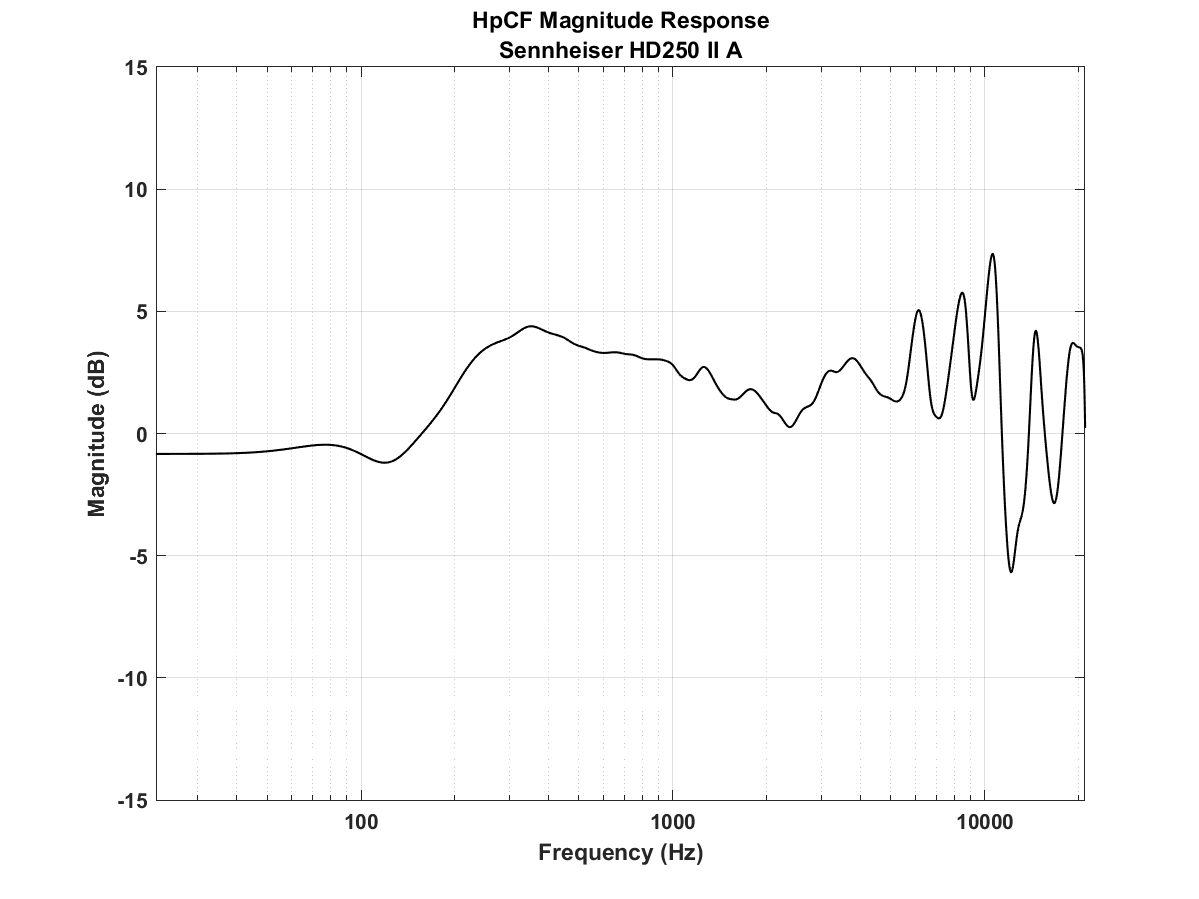 HpCF Magnitude Response
Sennheiser HD250 II A
15
10
5
0
-5
-10
-15
Magnitude (dB)
100
1000
10000
Frequency (Hz)